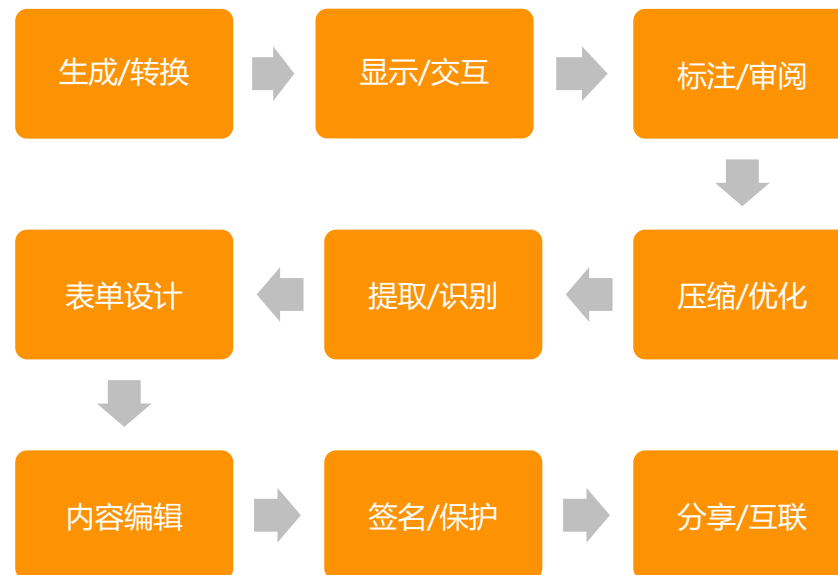 生成/转换
显示/交互
标注/审阅
压缩/优化
提取/识别
表单设计
内容编辑
签名/保护
分享/互联